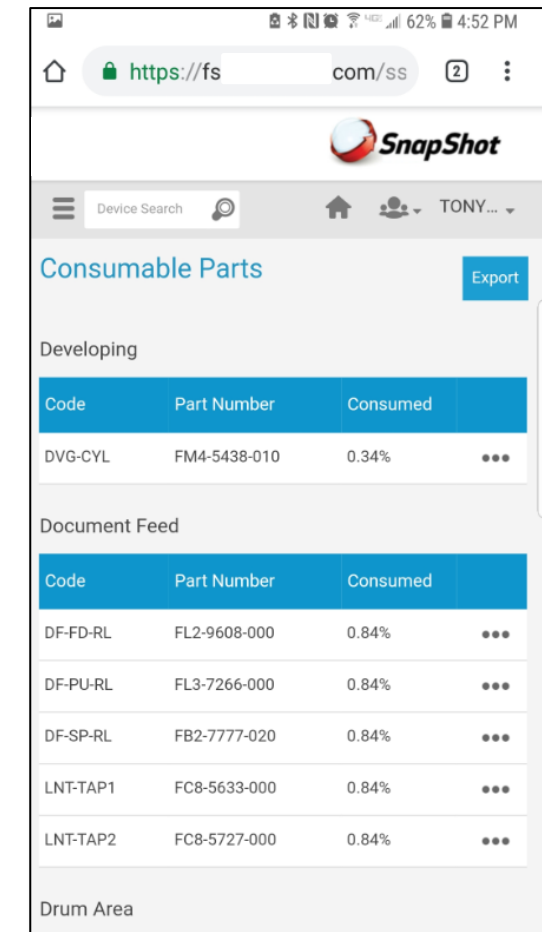 4G LTE 62% 4:52 PM
https://fs com/ss 2
SnapShot
Device Search TONY...
Consumable Parts
Export
Developing
Code Part Number Consumed
DVG-CYL FM4-5438-010 0.34%
Document Feed
Code Part Number Consumed
DF-FD-RL FL2-9608-000 0.84%
DF-PU-RL FL3-7266-000 0.84%
DF-SP-RL FB2-7777-020 0.84%
LNT-TAP1 FC8-5633-000 0.84%
LNT-TAP2 FC8-5727-000 0.84%
Drum Area